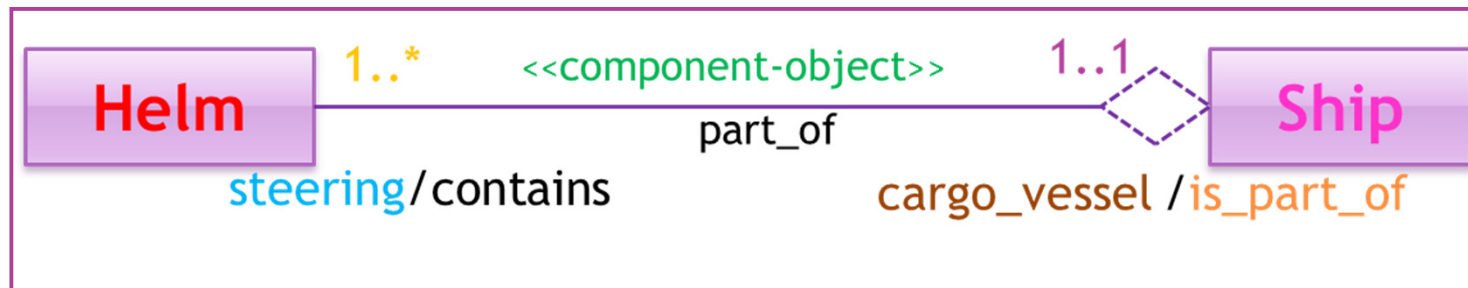 1..* <<component-object>> 1..1
Helm Ship
part_of
steering/contains cargo_vessel /is_part_of